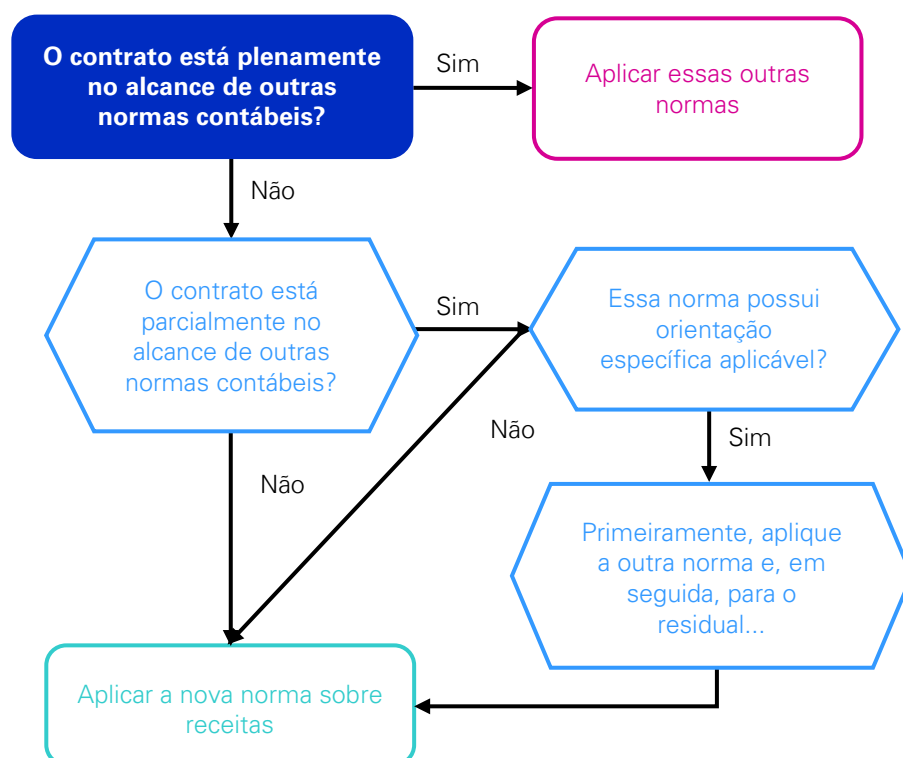 O contrato está plenamente
no alcance de outras
normas contábeis?
Sim
Aplicar essas outras
normas
Não
O contrato está
parcialmente no
alcance de outras
normas contábeis?
Sim
Essa norma possui
orientação
específica aplicável?
Não
Sim
Não
Primeiramente, aplique
a outra norma e, em
seguida, para o
residual...
Aplicar a nova norma sobre
receitas